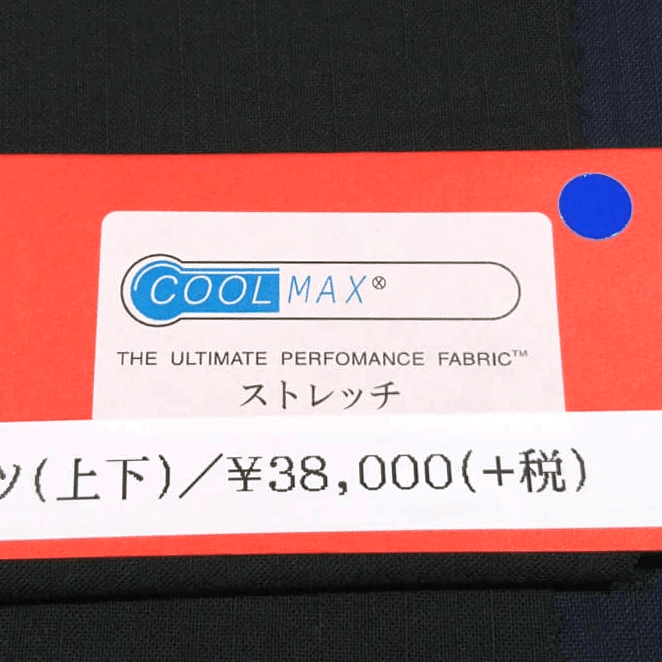 COOLMAX®
THE ULTIMATE PERFOMANCE FABRIC™
ストレッチ
ツ(上下)/¥38,000(+税)